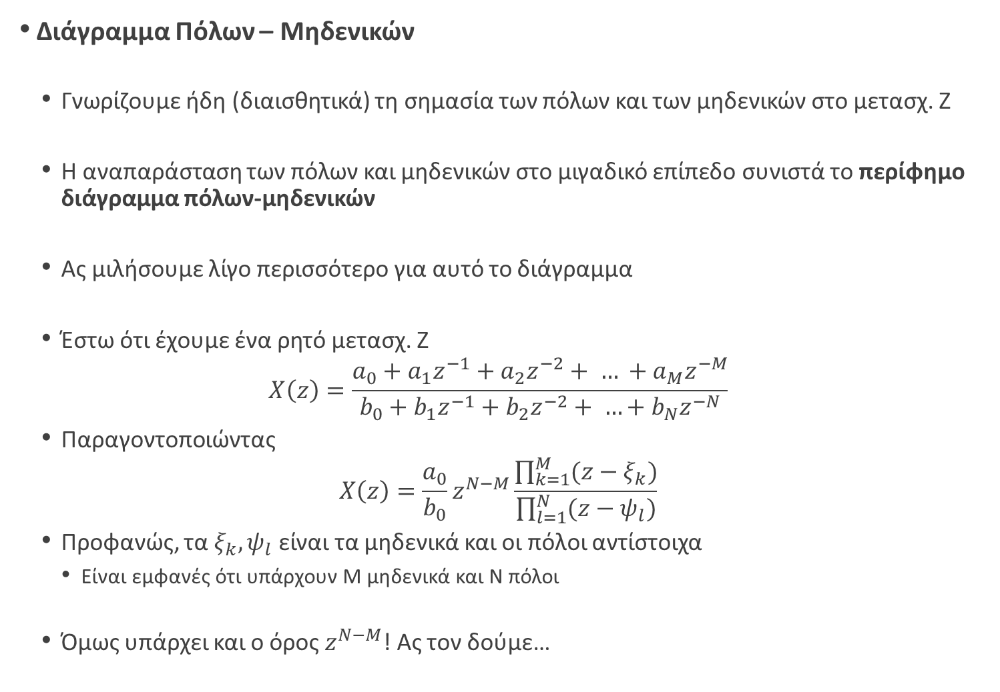 • Διάγραμμα Πόλων – Μηδενικών
• Γνωρίζουμε ήδη (διαισθητικά) τη σημασία των πόλων και των μηδενικών στο μετασχ. Ζ
• Η αναπαράσταση των πόλων και μηδενικών στο μιγαδικό επίπεδο συνιστά το περίφημο
διάγραμμα πόλων-μηδενικών
• Ας μιλήσουμε λίγο περισσότερο για αυτό το διάγραμμα
• Έστω ότι έχουμε ένα ρητό μετασχ. Ζ
$X(z) = \frac{a_0 + a_1 z^{-1} + a_2 z^{-2} + \ldots + a_M z^{-M}}{b_0 + b_1 z^{-1} + b_2 z^{-2} + \ldots + b_N z^{-N}}$
• Παραγοντοποιώντας
$X(z) = \frac{a_0}{b_0} z^{N-M} \frac{\prod_{k=1}^{M}(z - \xi_k)}{\prod_{l=1}^{N}(z - \psi_l)}$
• Προφανώς, τα $\xi_k, \psi_l$ είναι τα μηδενικά και οι πόλοι αντίστοιχα
• Είναι εμφανές ότι υπάρχουν Μ μηδενικά και Ν πόλοι
• Όμως υπάρχει και ο όρος $z^{N-M}$! Ας τον δούμε…